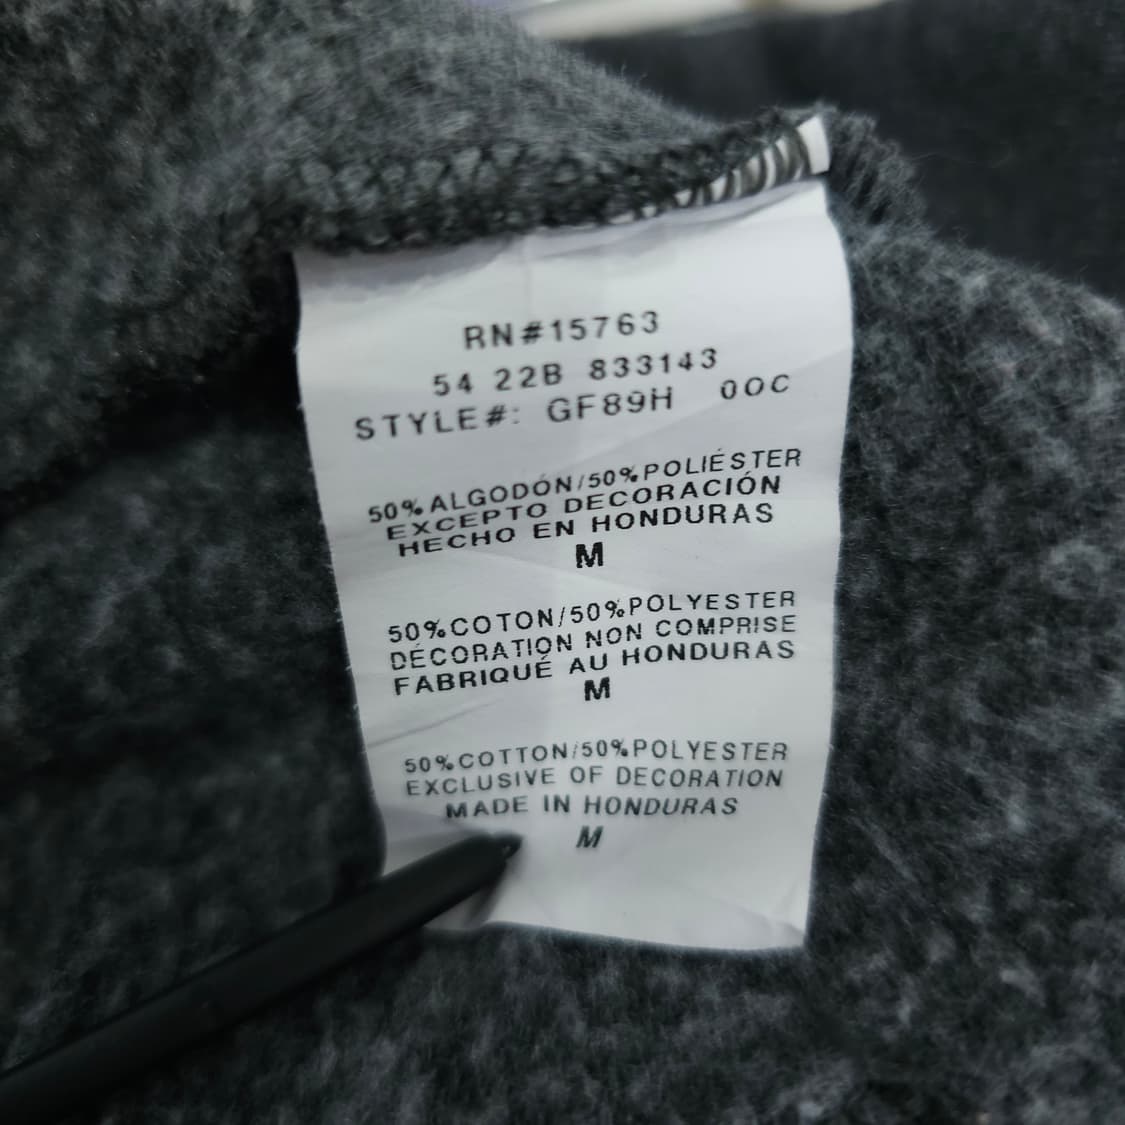 RN#15763
54 22B 833143
STYLE#: GF89H 00C
50%ALGODÓN/50%POLIÉSTER
EXCEPTO DECORACIÓN
HECHO EN HONDURAS
M
50%COTON/50%POLYESTER
DÉCORATION NON COMPRISE
FABRIQUÉ AU HONDURAS
M
50%COTTON/50%POLYESTER
EXCLUSIVE OF DECORATION
MADE IN HONDURAS
M